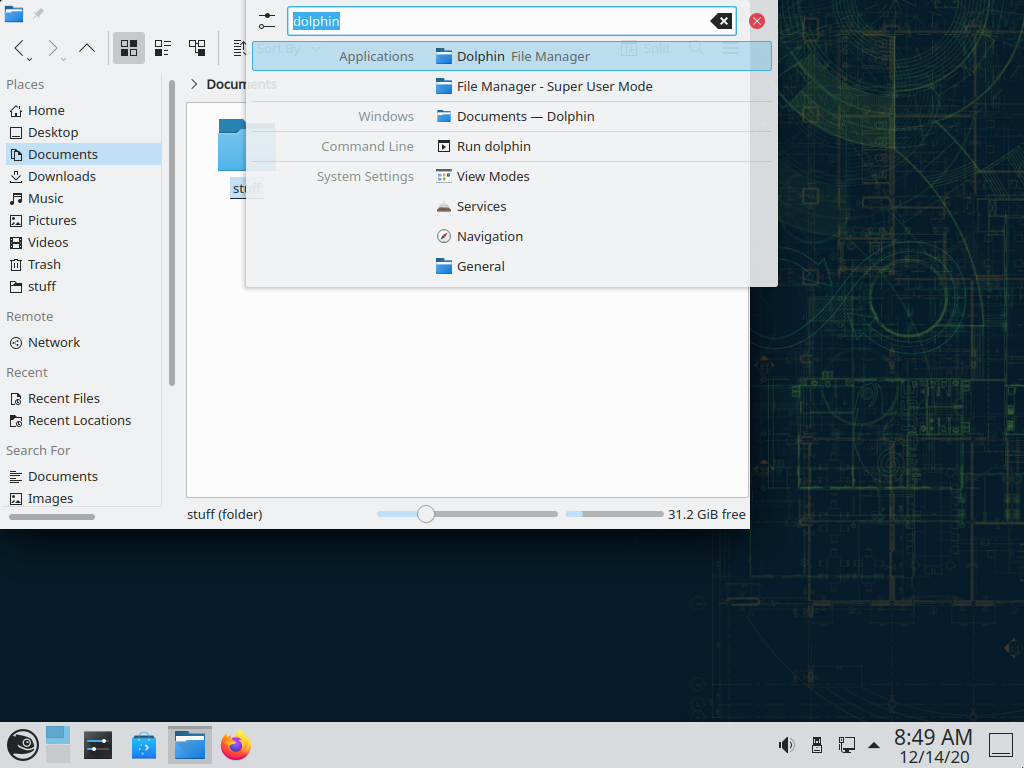 dolphin
Sort By
Split
Applications
Dolphin File Manager
File Manager - Super User Mode
Windows
Documents — Dolphin
Command Line
Run dolphin
System Settings
View Modes
Services
Navigation
General
Documents
stuff
Places
Home
Desktop
Documents
Downloads
Music
Pictures
Videos
Trash
stuff
Remote
Network
Recent
Recent Files
Recent Locations
Search For
Documents
Images
stuff (folder)
31.2 GiB free
8:49 AM
12/14/20